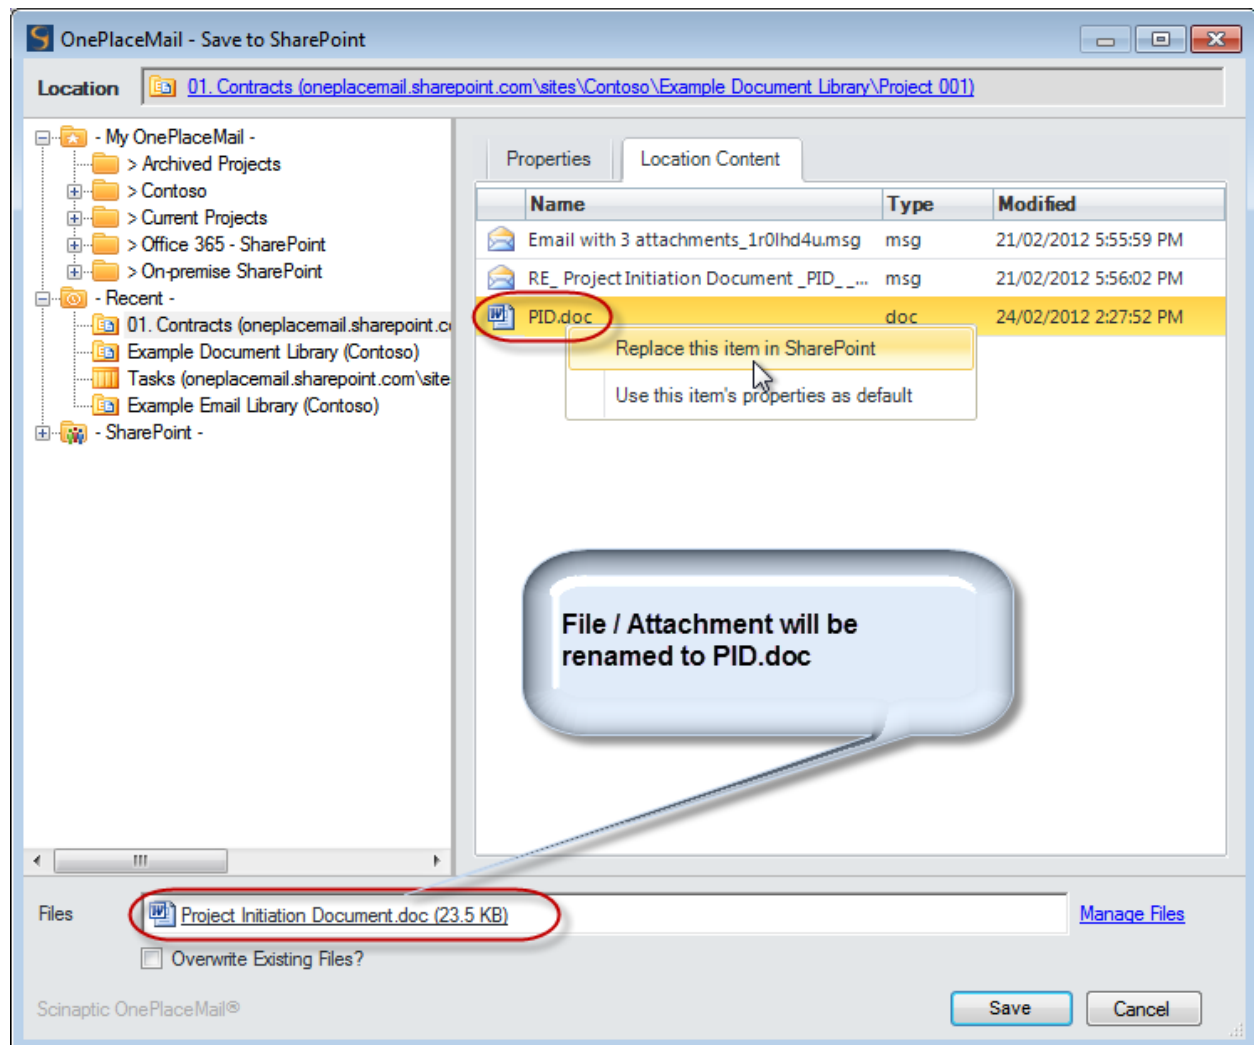 OnePlaceMail - Save to SharePoint
Location 01. Contracts (oneplacemail.sharepoint.com\sites\Contoso\Example Document Library\Project 001)
- My OnePlaceMail -
> Archived Projects
> Contoso
> Current Projects
> Office 365 - SharePoint
> On-premise SharePoint
- Recent -
01. Contracts (oneplacemail.sharepoint.c
Example Document Library (Contoso)
Tasks (oneplacemail.sharepoint.com\site
Example Email Library (Contoso)
- SharePoint -
Properties Location Content
Name Type Modified
Email with 3 attachments_1r0lhd4u.msg msg 21/02/2012 5:55:59 PM
RE_ Project Initiation Document _PID_ _... msg 21/02/2012 5:56:02 PM
PID.doc doc 24/02/2012 2:27:52 PM
Replace this item in SharePoint
Use this item's properties as default
File / Attachment will be
renamed to PID.doc
Files Project Initiation Document.doc (23.5 KB) Manage Files
Overwrite Existing Files?
Scinaptic OnePlaceMail® Save Cancel